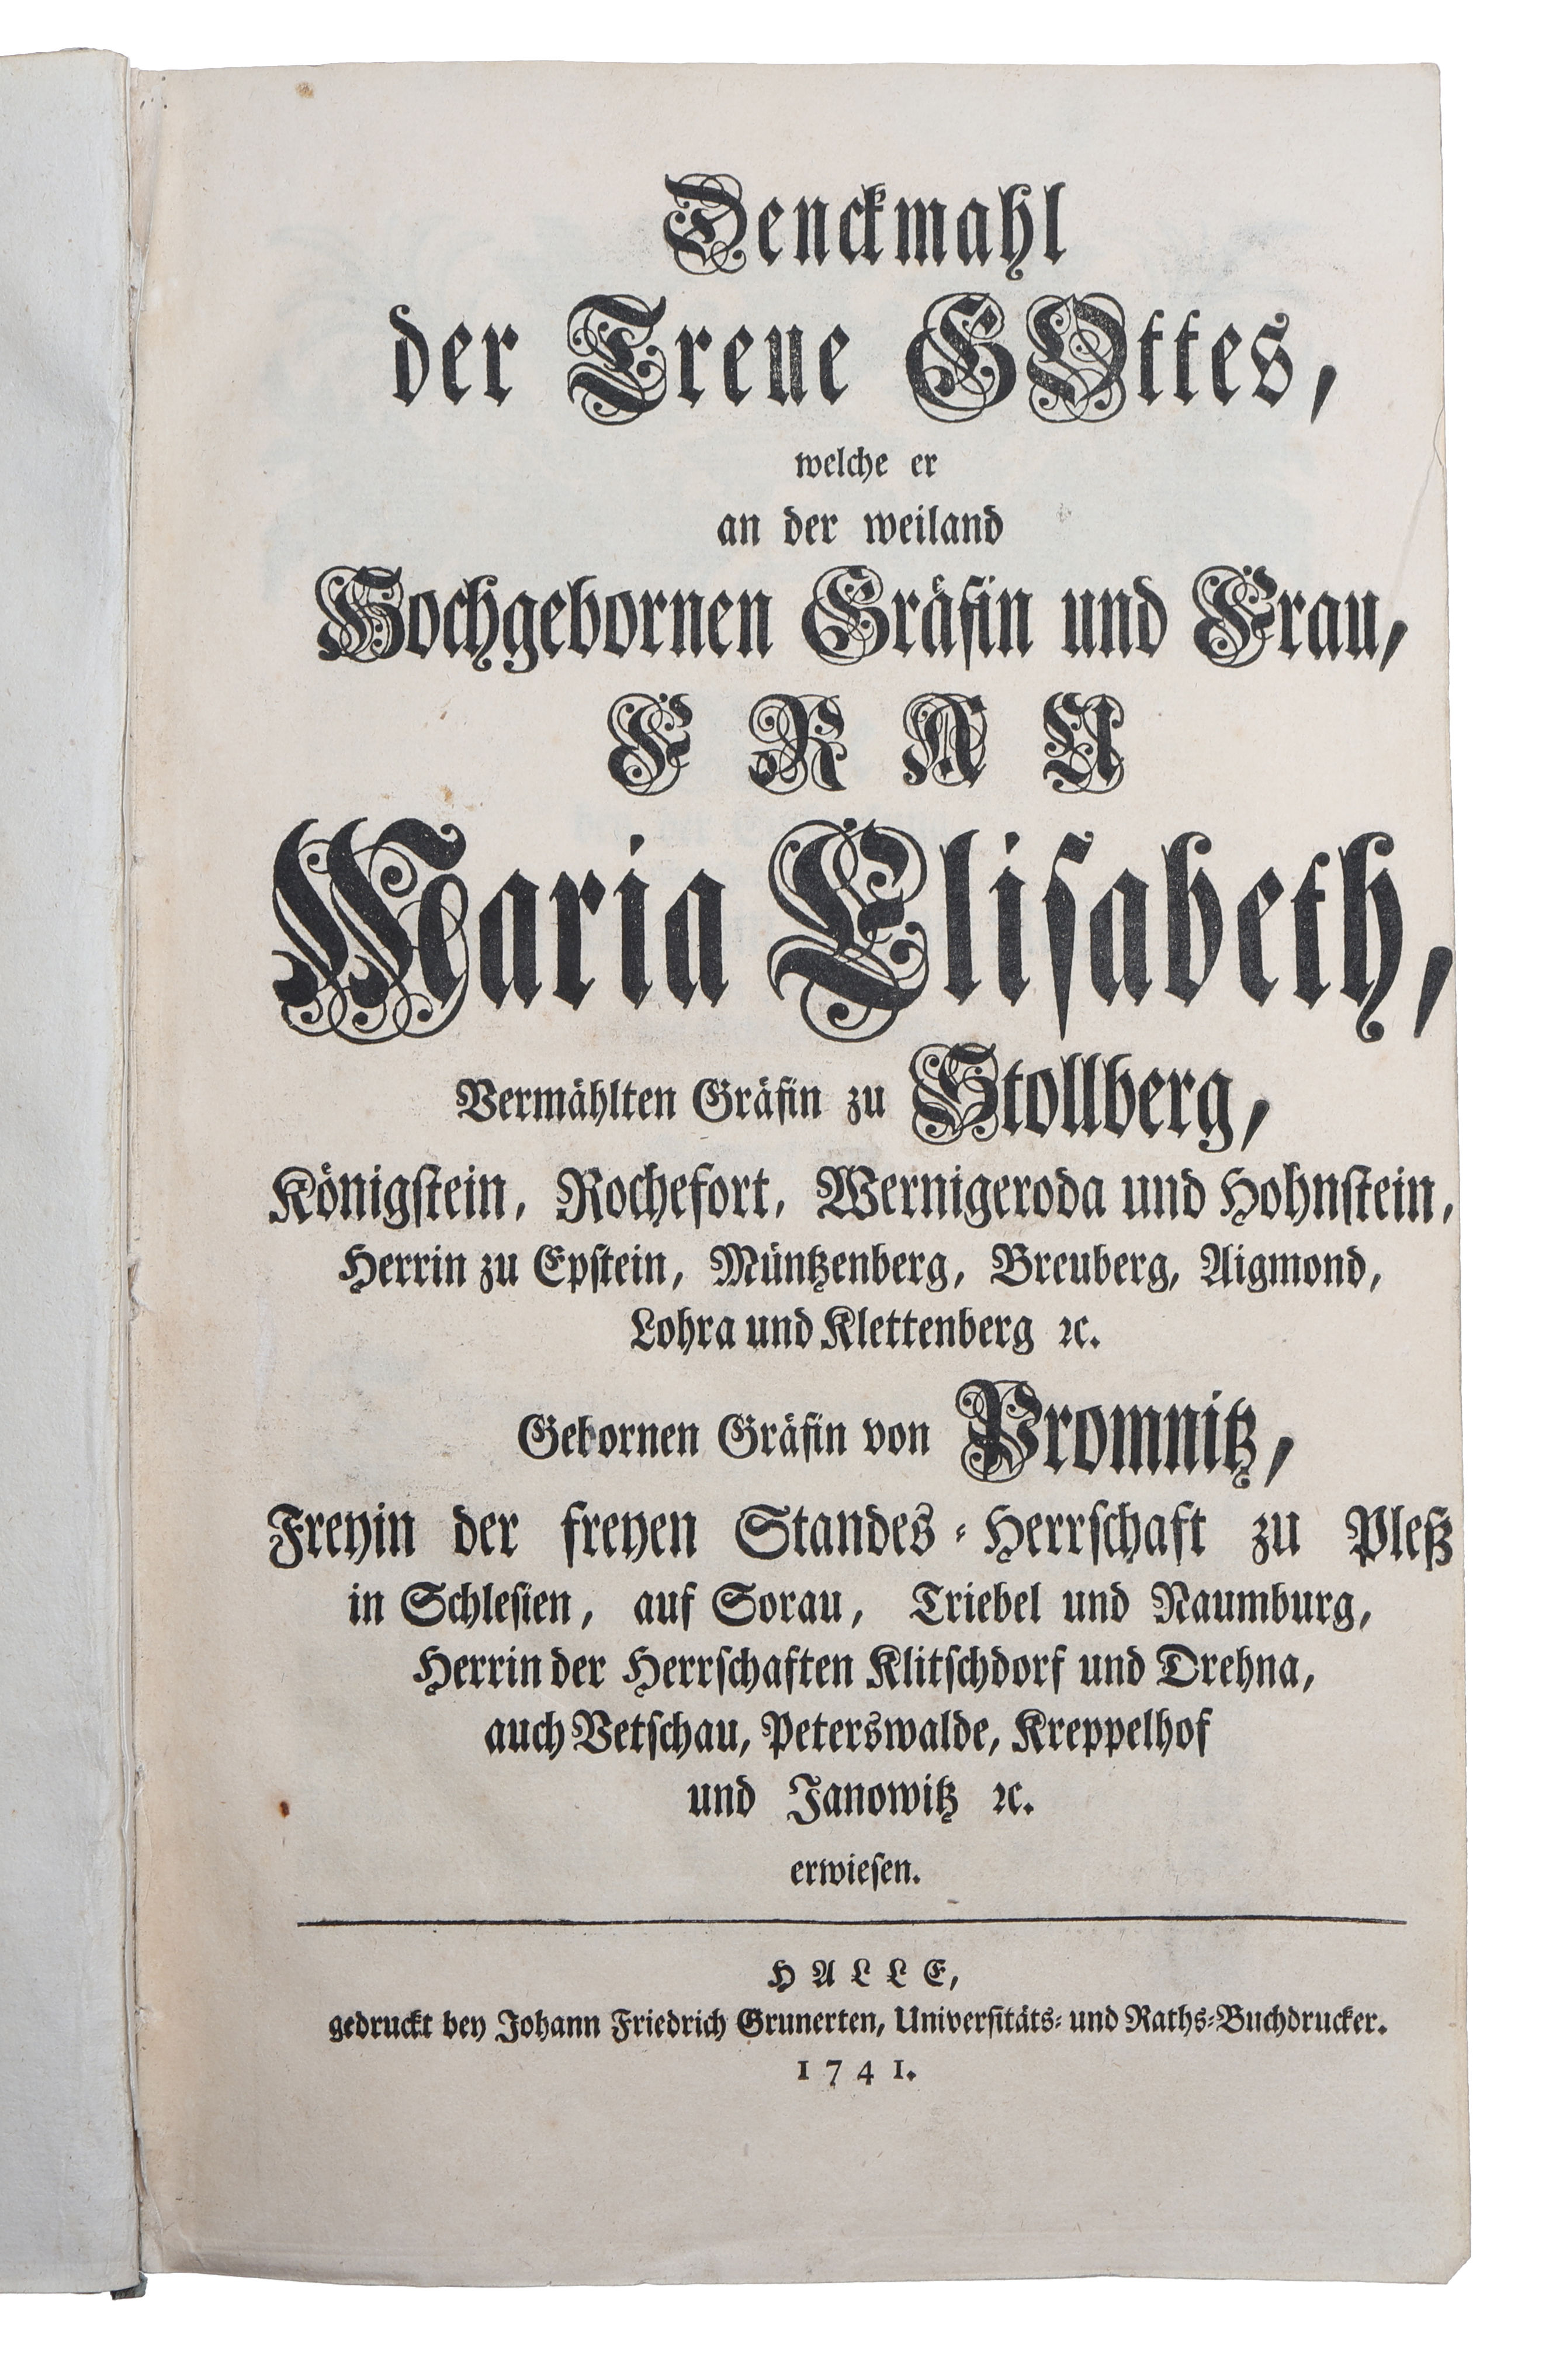 Denckmahl
der Treue GOttes,
welche er
an der weiland
Hochgebornen Gräfin und Frau,
FRAU
Maria Elisabeth,
Vermählten Gräfin zu Stollberg,
Königstein, Rochefort, Wernigeroda und Hohnstein,
Herrin zu Epstein, Müntzenberg, Breuberg, Aigmond,
Lohra und Klettenberg ꝛc.
Gebornen Gräfin von Promnitz,
Freyin der freyen Standes-Herrschaft zu Pleß
in Schlesien, auf Sorau, Triebel und Naumburg,
Herrin der Herrschaften Klitschdorf und Drehna,
auch Vetschau, Peterswalde, Kreppelhof
und Janowitz ꝛc.
erwiesen.
HALLE,
gedruckt bey Johann Friedrich Grunerten, Universitäts- und Raths-Buchdrucker.
1741.